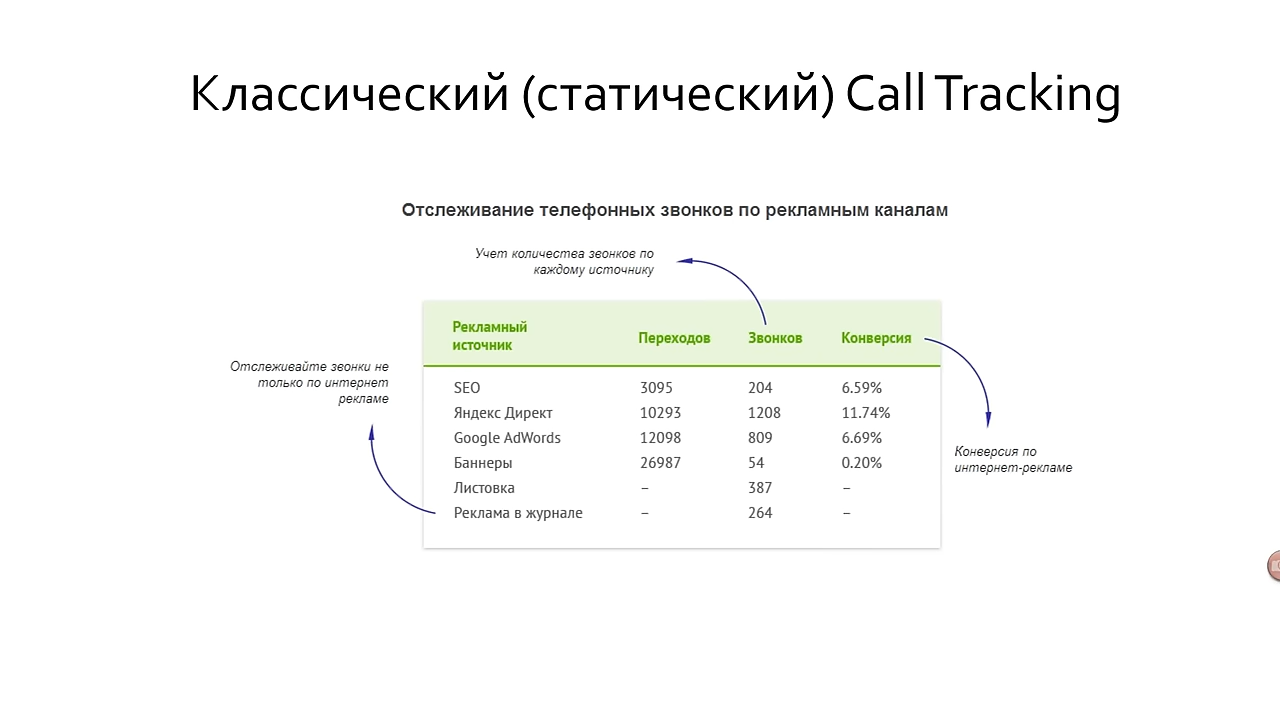 Классический (статический) Call Tracking
Отслеживание телефонных звонков по рекламным каналам
Учет количества звонков по
каждому источнику
Рекламный
источник
Переходов
Звонков
Конверсия
Отслеживайте звонки не
только по интернет
рекламе
SEO 3095 204 6.59%
Яндекс Директ 10293 1208 11.74%
Google AdWords 12098 809 6.69%
Баннеры 26987 54 0.20%
Листовка – 387 –
Реклама в журнале – 264 –
Конверсия по
интернет-рекламе